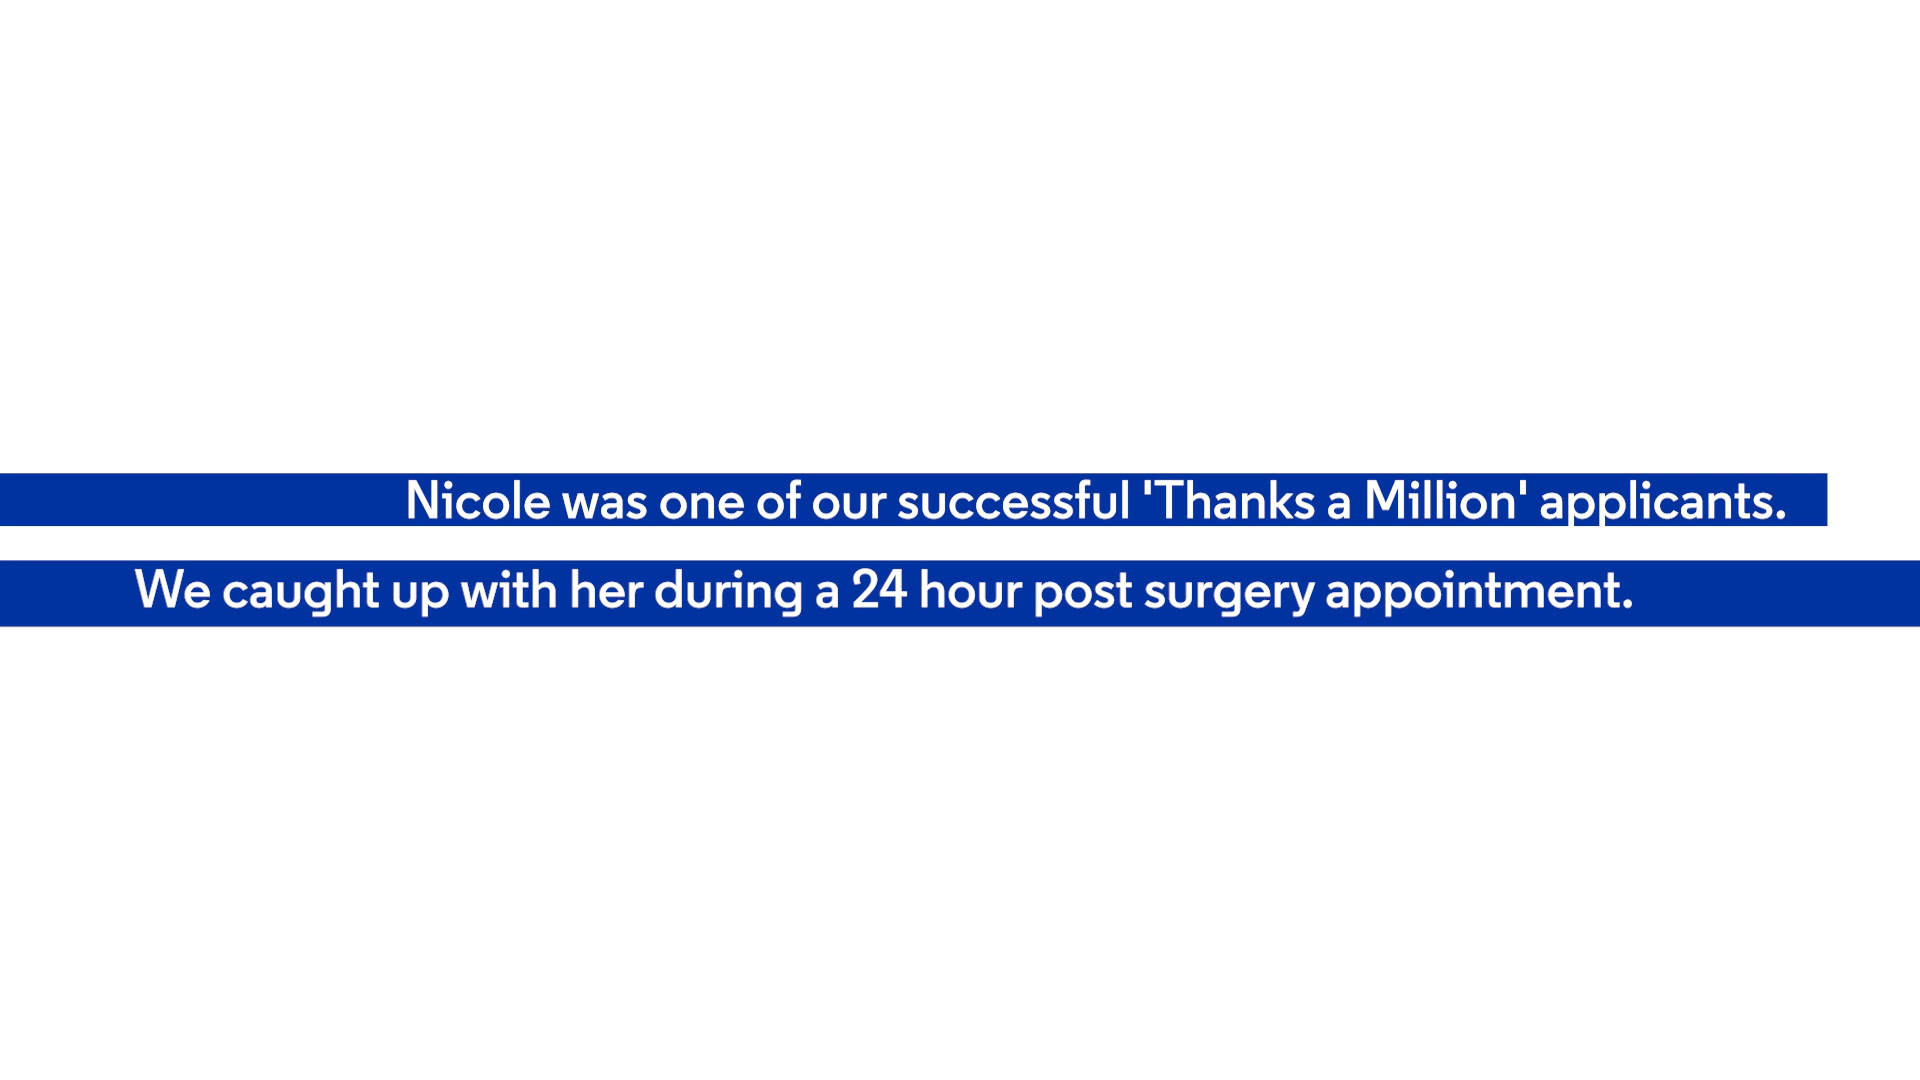 Nicole was one of our successful 'Thanks a Million' applicants.
We caught up with her during a 24 hour post surgery appointment.